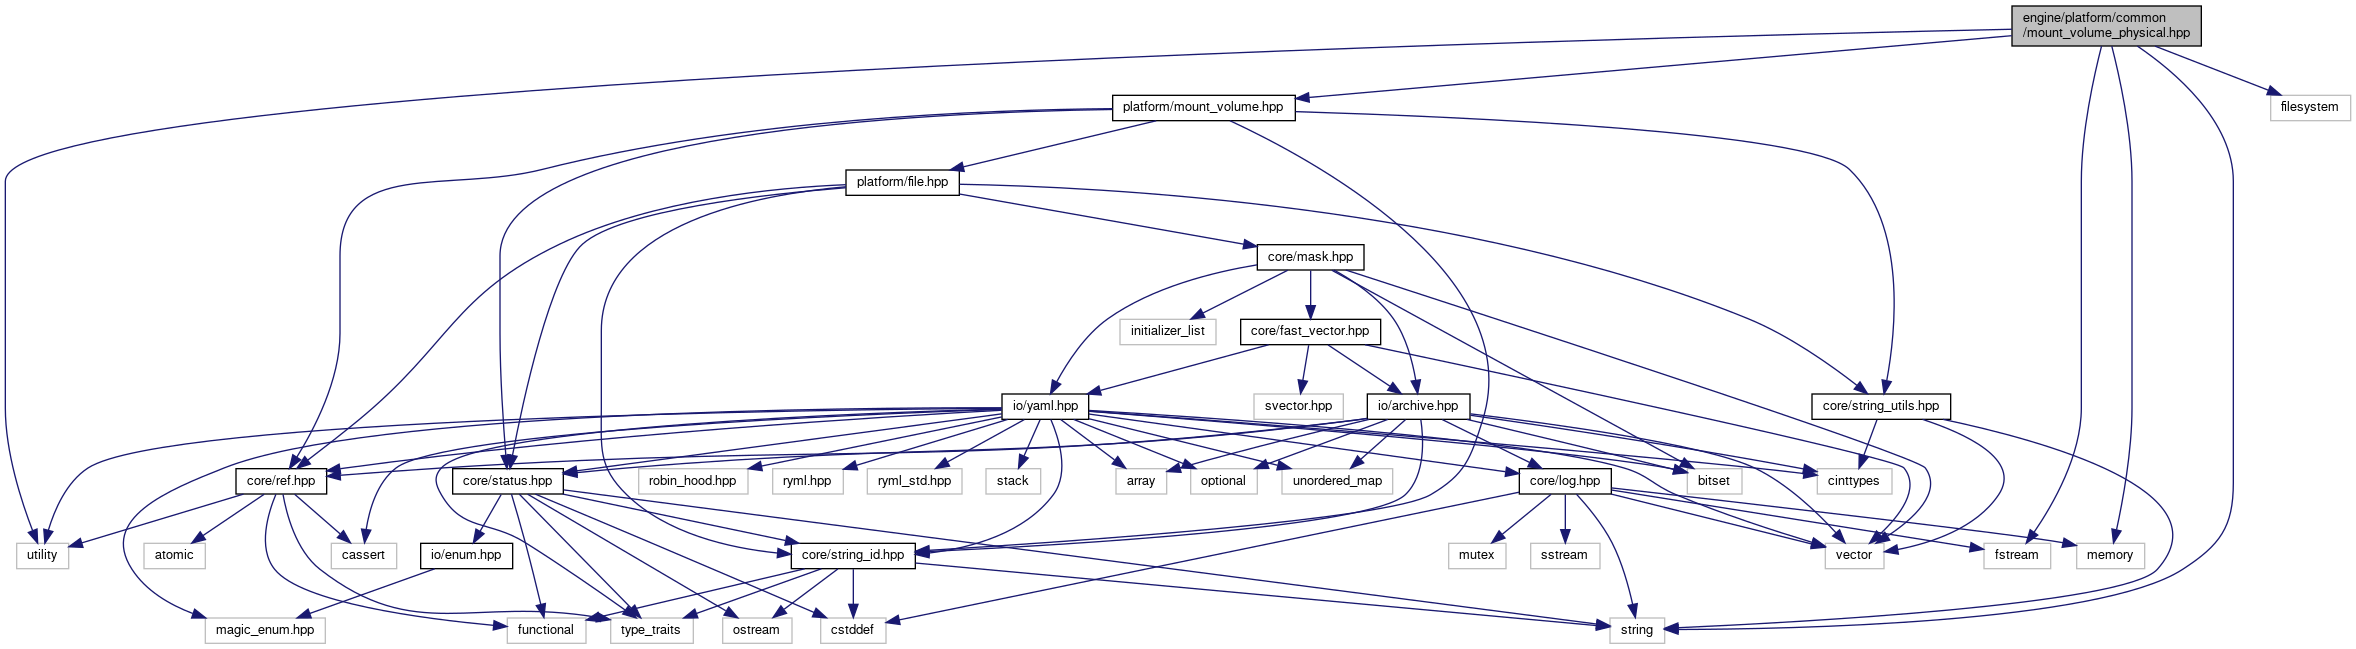 engine/platform/common
/mount_volume_physical.hpp
platform/mount_volume.hpp
filesystem
platform/file.hpp
core/mask.hpp
initializer_list
core/fast_vector.hpp
io/yaml.hpp
svector.hpp
io/archive.hpp
core/string_utils.hpp
core/ref.hpp
core/status.hpp
robin_hood.hpp
ryml.hpp
ryml_std.hpp
stack
array
optional
unordered_map
core/log.hpp
bitset
cinttypes
utility
atomic
cassert
io/enum.hpp
core/string_id.hpp
mutex
sstream
vector
fstream
memory
magic_enum.hpp
functional
type_traits
ostream
cstddef
string